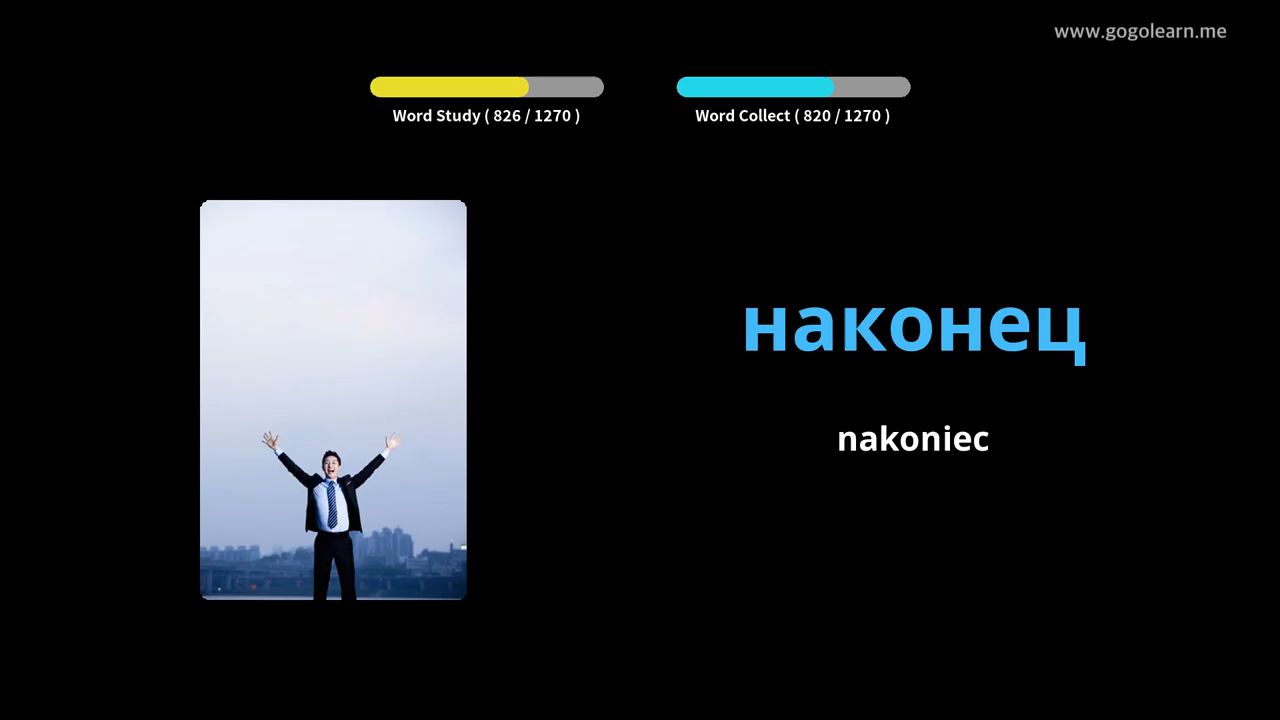 www.gogolearn.me
Word Study ( 826 / 1270 )
Word Collect ( 820 / 1270 )
наконец
nakoniec